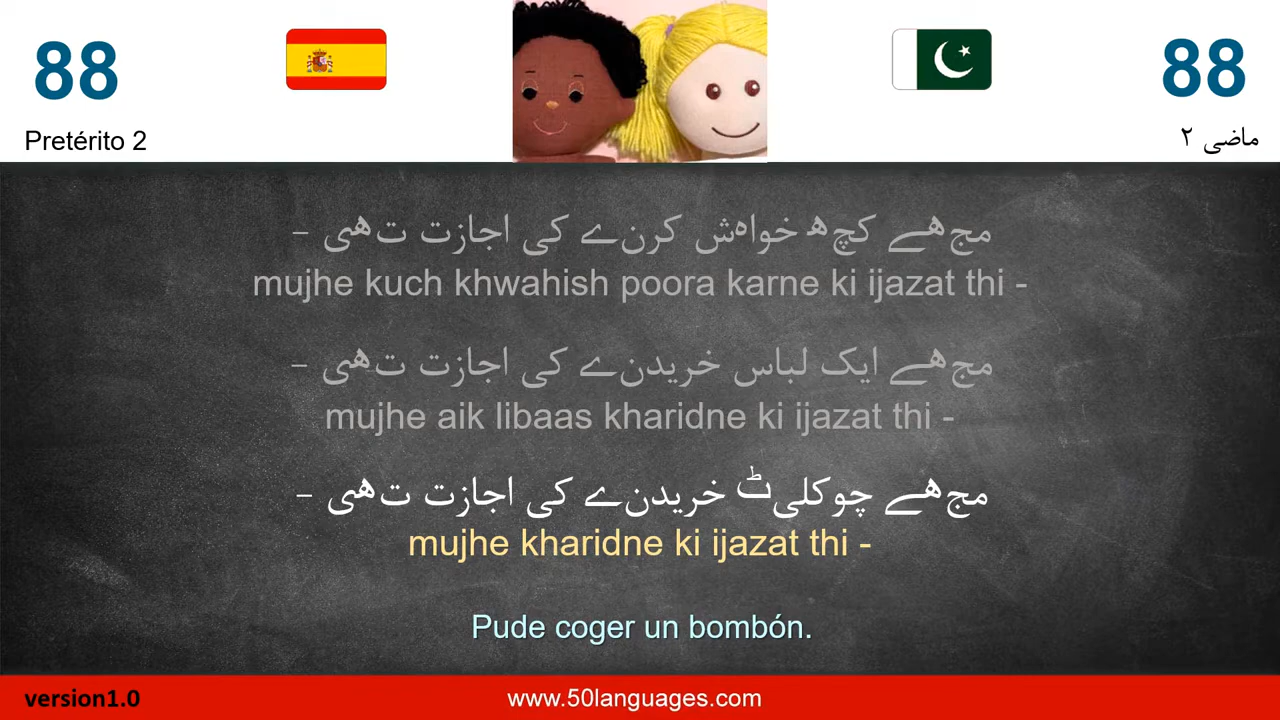 88
88
Pretérito 2
ماضی ۲
مجھے کچھ خواہش کرنے کی اجازت تھی –
mujhe kuch khwahish poora karne ki ijazat thi -
مجھے ایک لباس خریدنے کی اجازت تھی –
mujhe aik libaas kharidne ki ijazat thi -
مجھے چوکلیٹ خریدنے کی اجازت تھی –
mujhe kharidne ki ijazat thi -
Pude coger un bombón.
version1.0
www.50languages.com